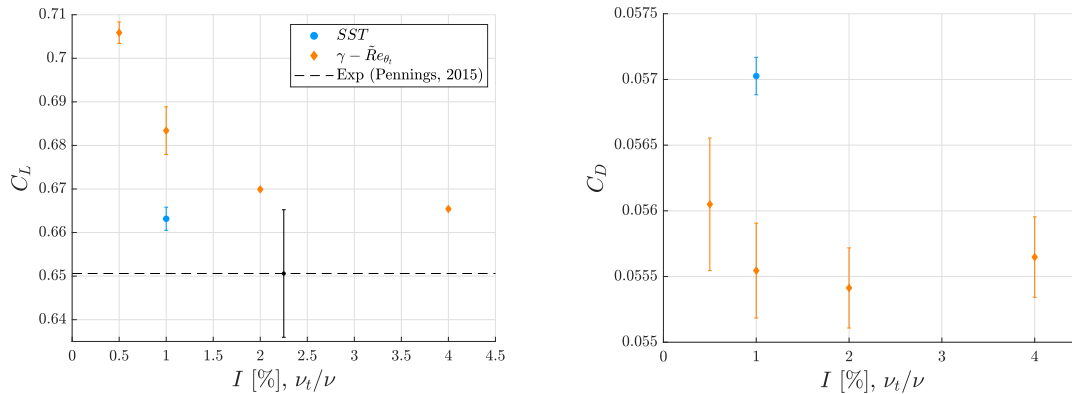 0.71
0.7
0.69
0.68
0.67
0.66
0.65
0.64
C_L
0 0.5 1 1.5 2 2.5 3 3.5 4 4.5
I [%], ν_t/ν
SST
γ − R̃e_θ_t
Exp (Pennings, 2015)
0.0575
0.057
0.0565
0.056
0.0555
0.055
C_D
0 1 2 3 4
I [%], ν_t/ν